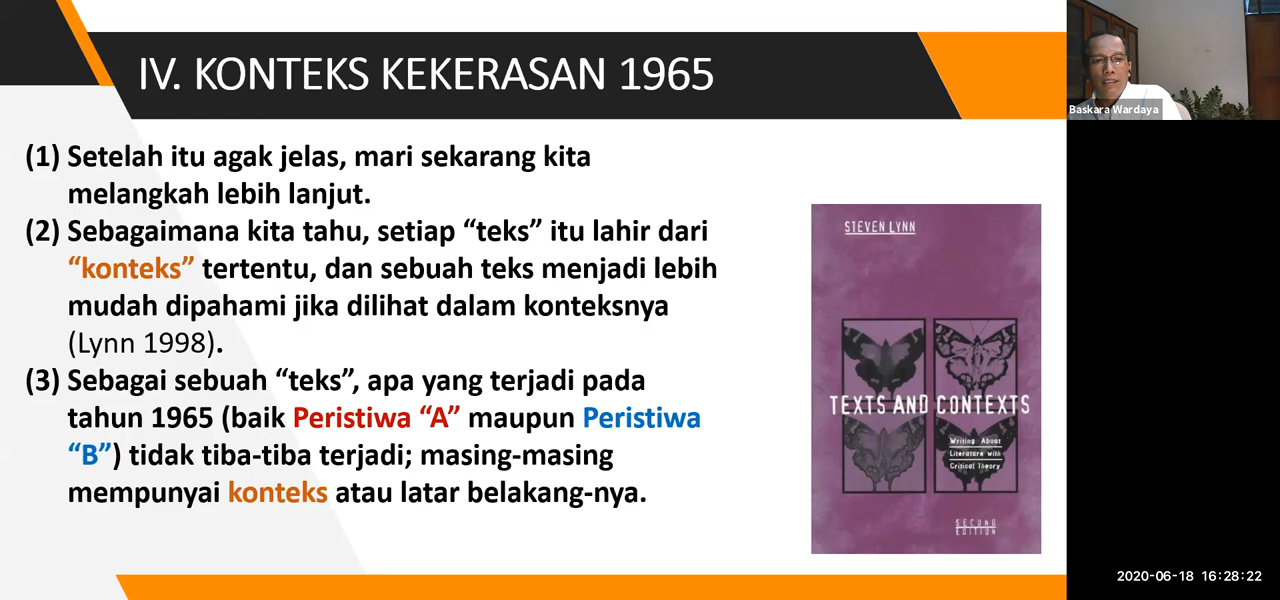 IV. KONTEKS KEKERASAN 1965
(1) Setelah itu agak jelas, mari sekarang kita
melangkah lebih lanjut.
(2) Sebagaimana kita tahu, setiap “teks” itu lahir dari
“konteks” tertentu, dan sebuah teks menjadi lebih
mudah dipahami jika dilihat dalam konteksnya
(Lynn 1998).
(3) Sebagai sebuah “teks”, apa yang terjadi pada
tahun 1965 (baik Peristiwa “A” maupun Peristiwa
“B”) tidak tiba-tiba terjadi; masing-masing
mempunyai konteks atau latar belakang-nya.
STEVEN LYNN
TEXTS AND CONTEXTS
Writing About
Literature with
Critical Theory
SECOND
EDITION
Baskara Wardaya
2020-06-18 16:28:22